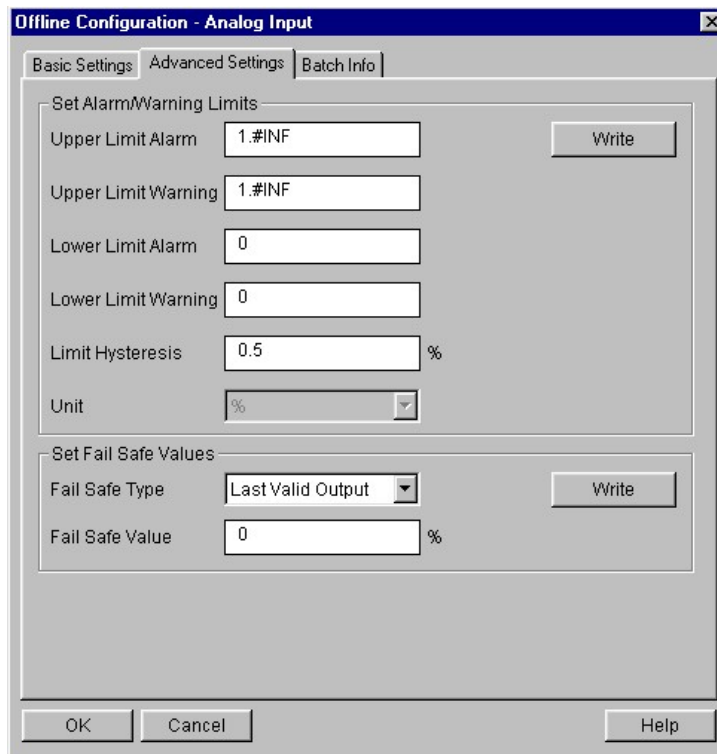 Offline Configuration - Analog Input
Basic Settings Advanced Settings Batch Info
Set Alarm/Warning Limits
Upper Limit Alarm 1.#INF Write
Upper Limit Warning 1.#INF
Lower Limit Alarm 0
Lower Limit Warning 0
Limit Hysteresis 0.5 %
Unit %
Set Fail Safe Values
Fail Safe Type Last Valid Output Write
Fail Safe Value 0 %
OK Cancel Help